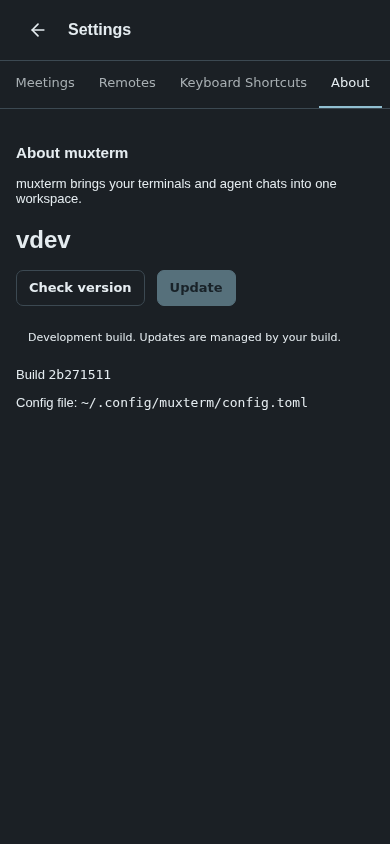 Settings
Meetings Remotes Keyboard Shortcuts About
About muxterm
muxterm brings your terminals and agent chats into one
workspace.
vdev
Check version Update
Development build. Updates are managed by your build.
Build 2b271511
Config file: ~/.config/muxterm/config.toml